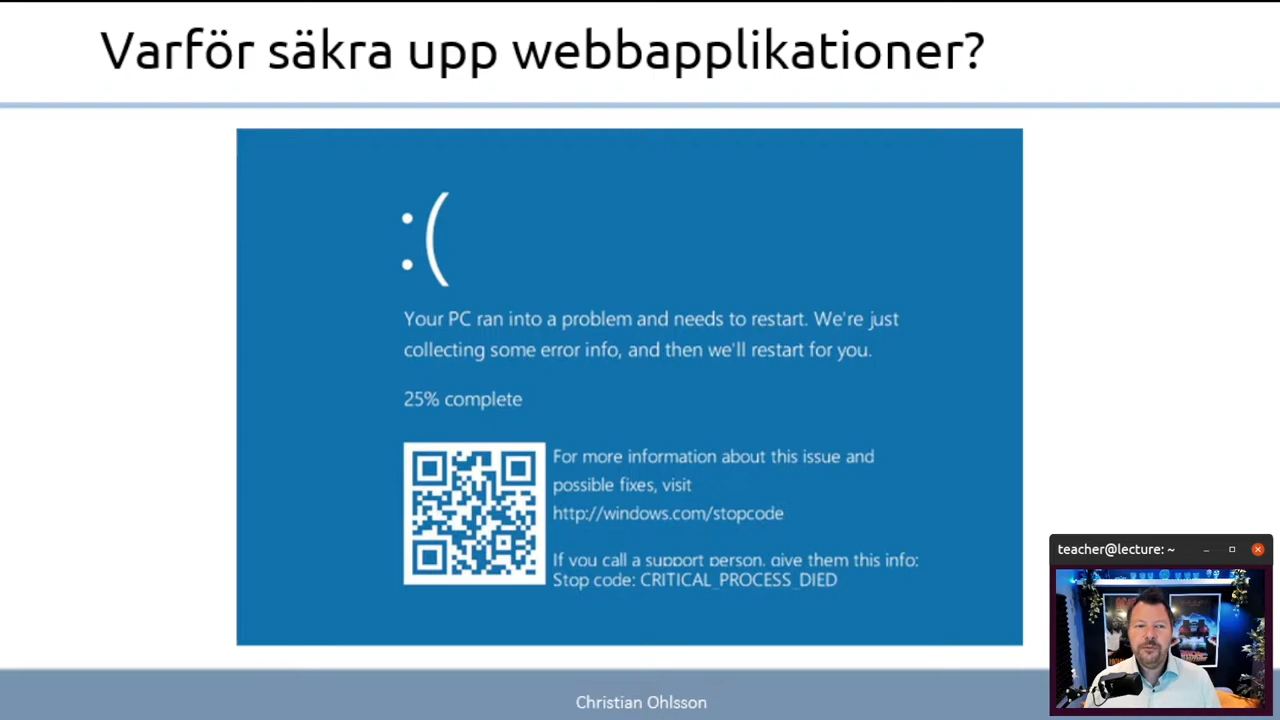 Varför säkra upp webbapplikationer?
:(
Your PC ran into a problem and needs to restart. We're just
collecting some error info, and then we'll restart for you.
25% complete
For more information about this issue and
possible fixes, visit
http://windows.com/stopcode
If you call a support person, give them this info:
Stop code: CRITICAL_PROCESS_DIED
teacher@lecture: ~
Christian Ohlsson